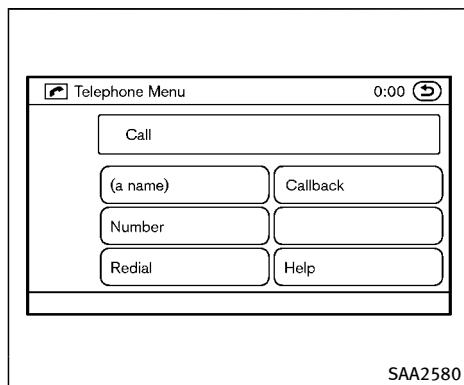 Telephone Menu 0:00
Call
(a name) Callback
Number
Redial Help
SAA2580